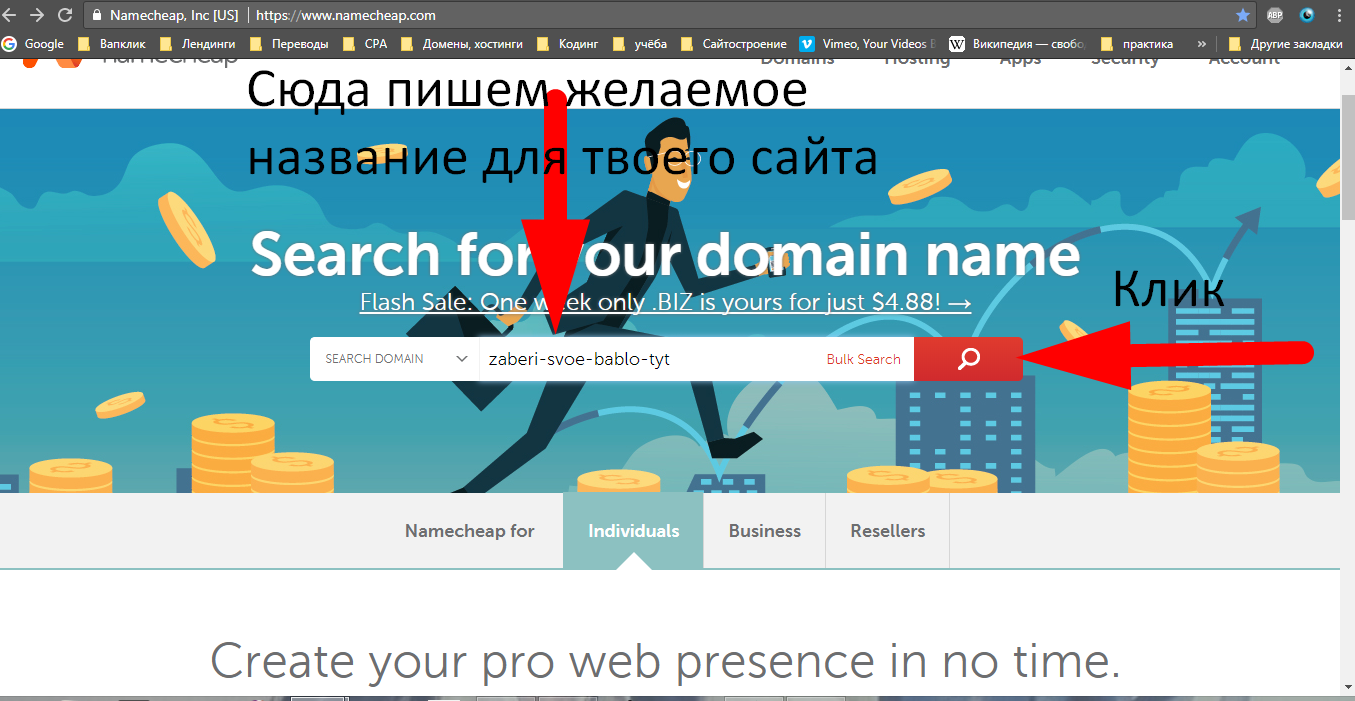 Namecheap, Inc [US] https://www.namecheap.com
ABP
Google Вапклик Лендинги Переводы CPA Домены, хостинги Кодинг учёба Сайтостроение Vimeo, Your Videos B Википедия — свобо, практика » Другие закладки
namecheap Domains Hosting Apps Security Account
Сюда пишем желаемое
название для твоего сайта
Search for your domain name
Flash Sale: One week only .BIZ is yours for just $4.88! →
Клик
SEARCH DOMAIN zaberi-svoe-bablo-tyt Bulk Search
Namecheap for Individuals Business Resellers
Create your pro web presence in no time.